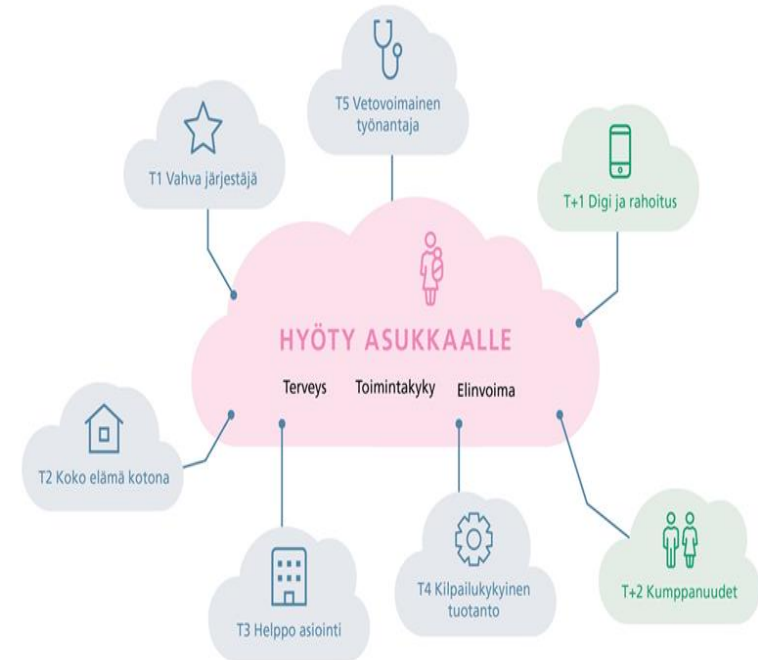 T5 Vetovoimainen
työnantaja
T1 Vahva järjestäjä
T+1 Digi ja rahoitus
HYÖTY ASUKKAALLE
Terveys Toimintakyky Elinvoima
T2 Koko elämä kotona
T3 Helppo asiointi
T4 Kilpailukykyinen
tuotanto
T+2 Kumppanuudet